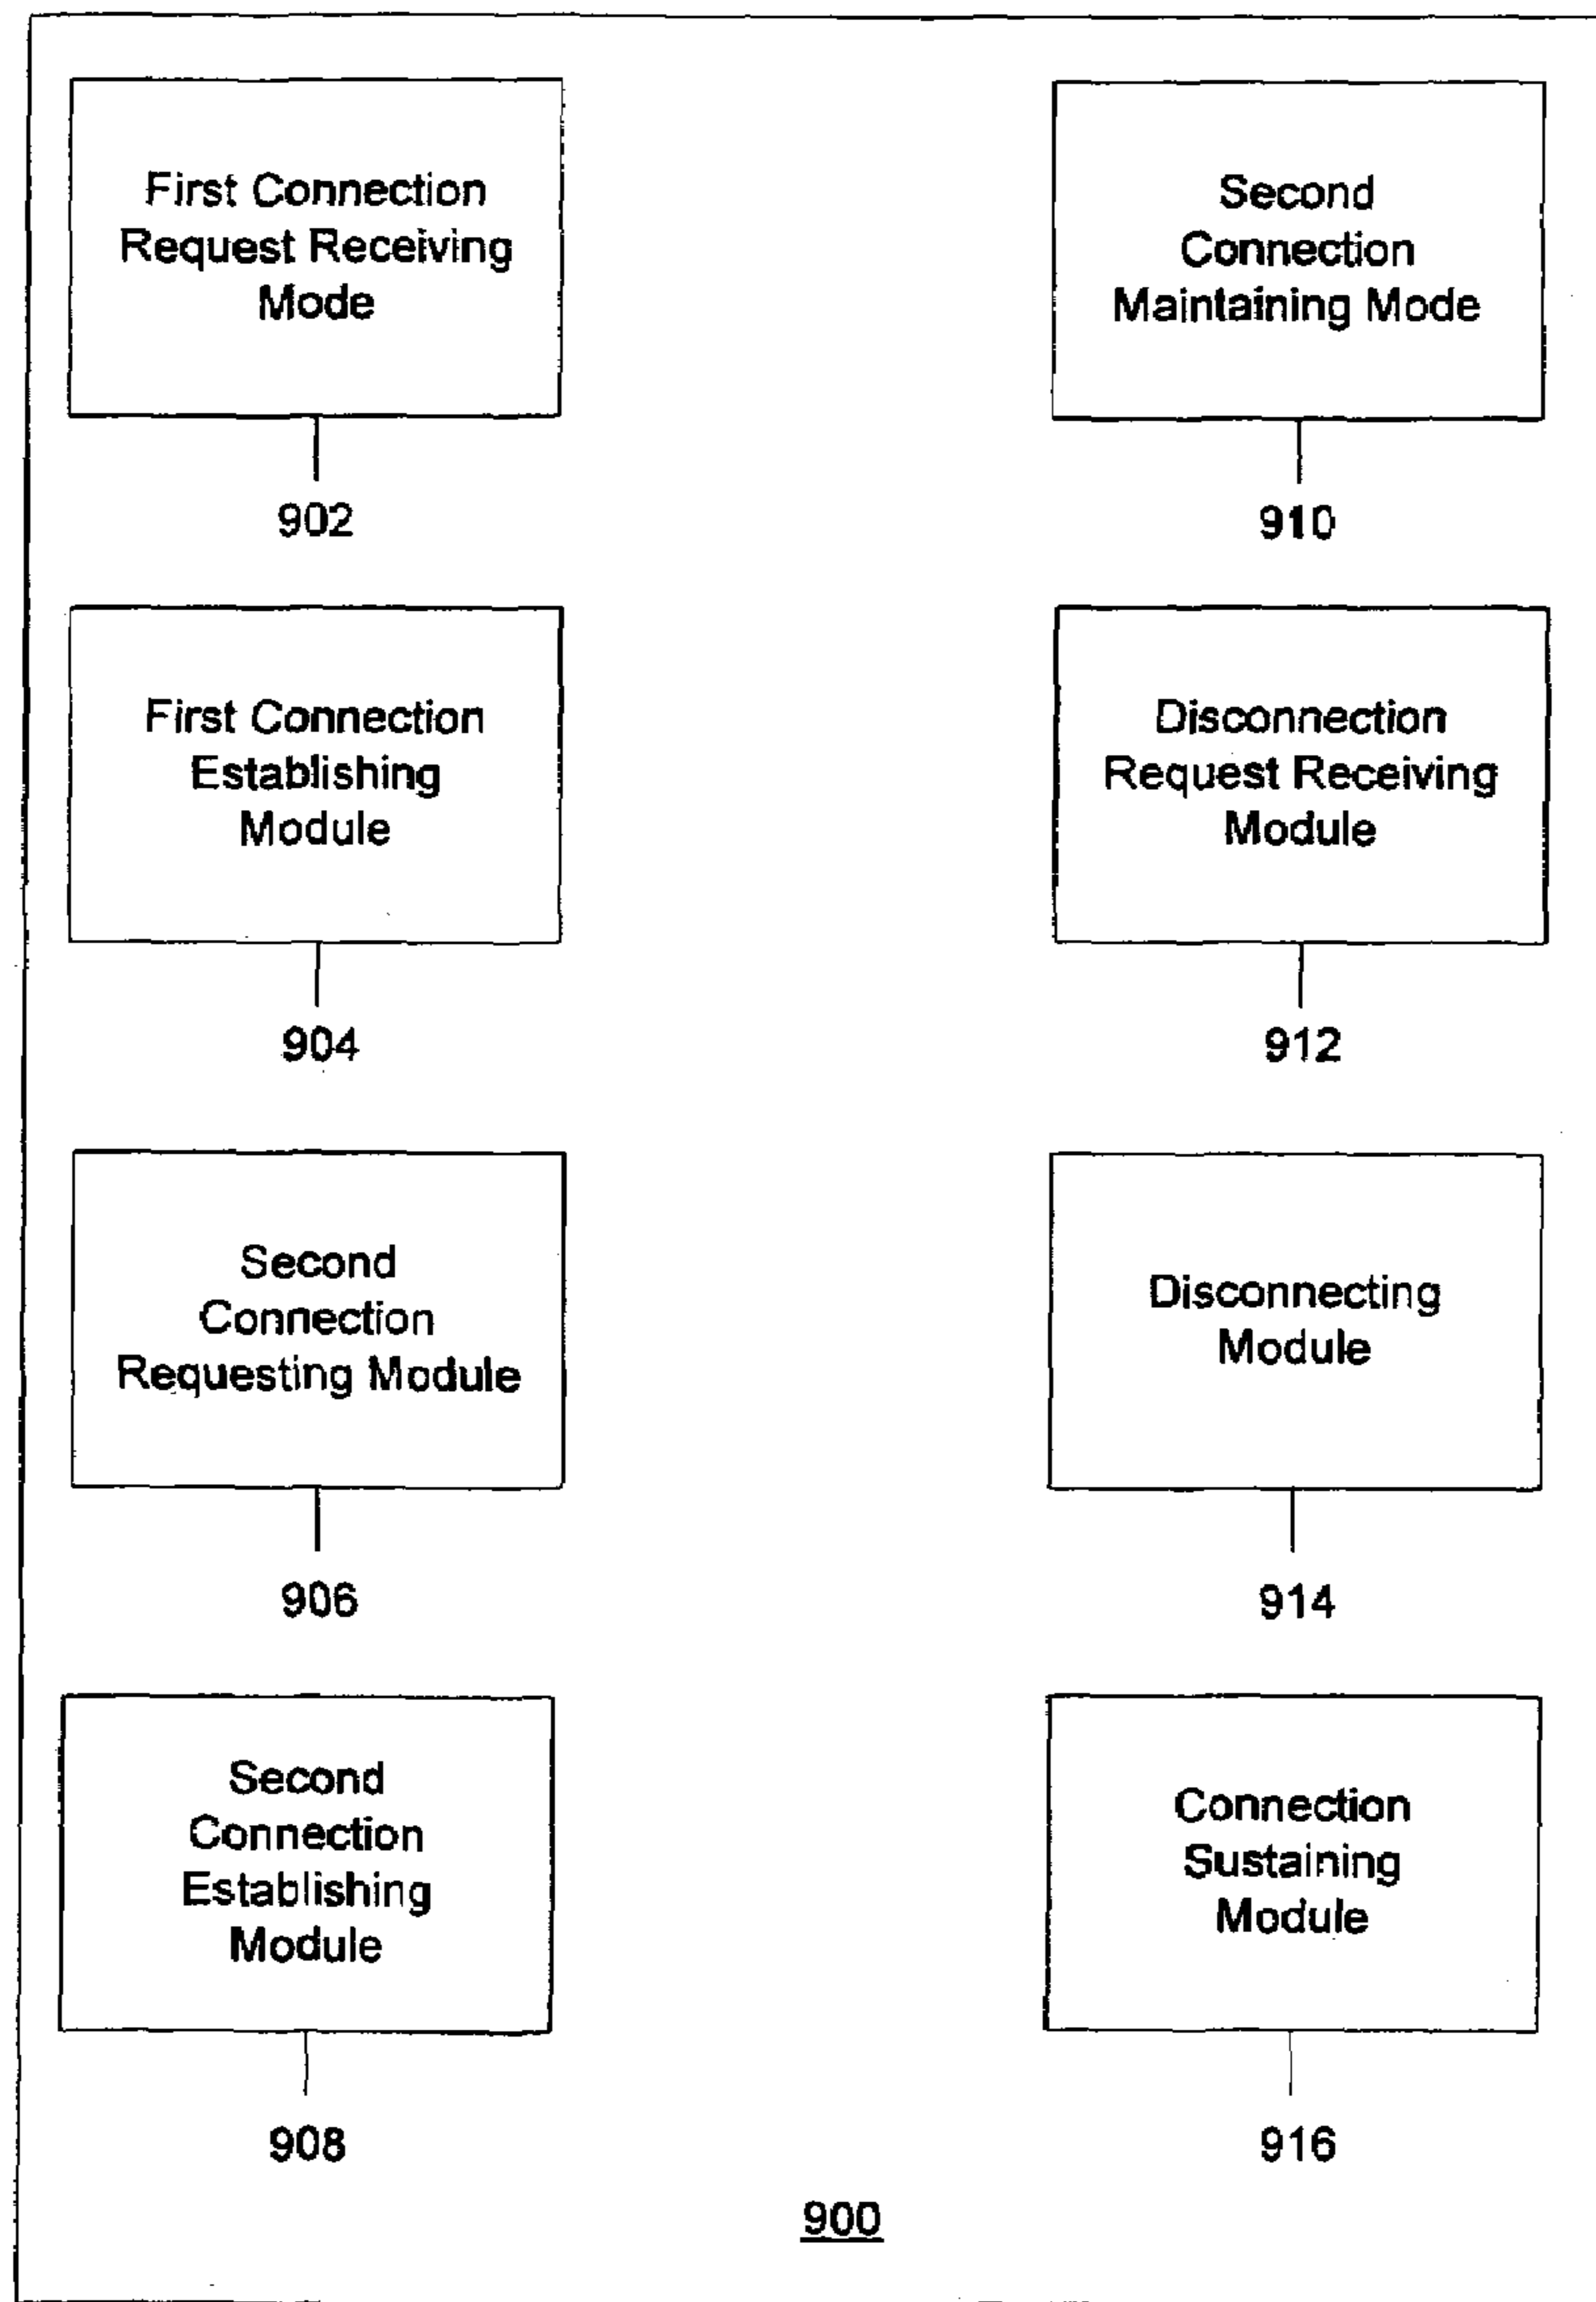 First Connection
Request Receiving
Mode
902
First Connection
Establishing
Module
904
Second
Connection
Requesting Module
906
Second
Connection
Establishing
Module
908
Second
Connection
Maintaining Mode
910
Disconnection
Request Receiving
Module
912
Disconnecting
Module
914
Connection
Sustaining
Module
916
900